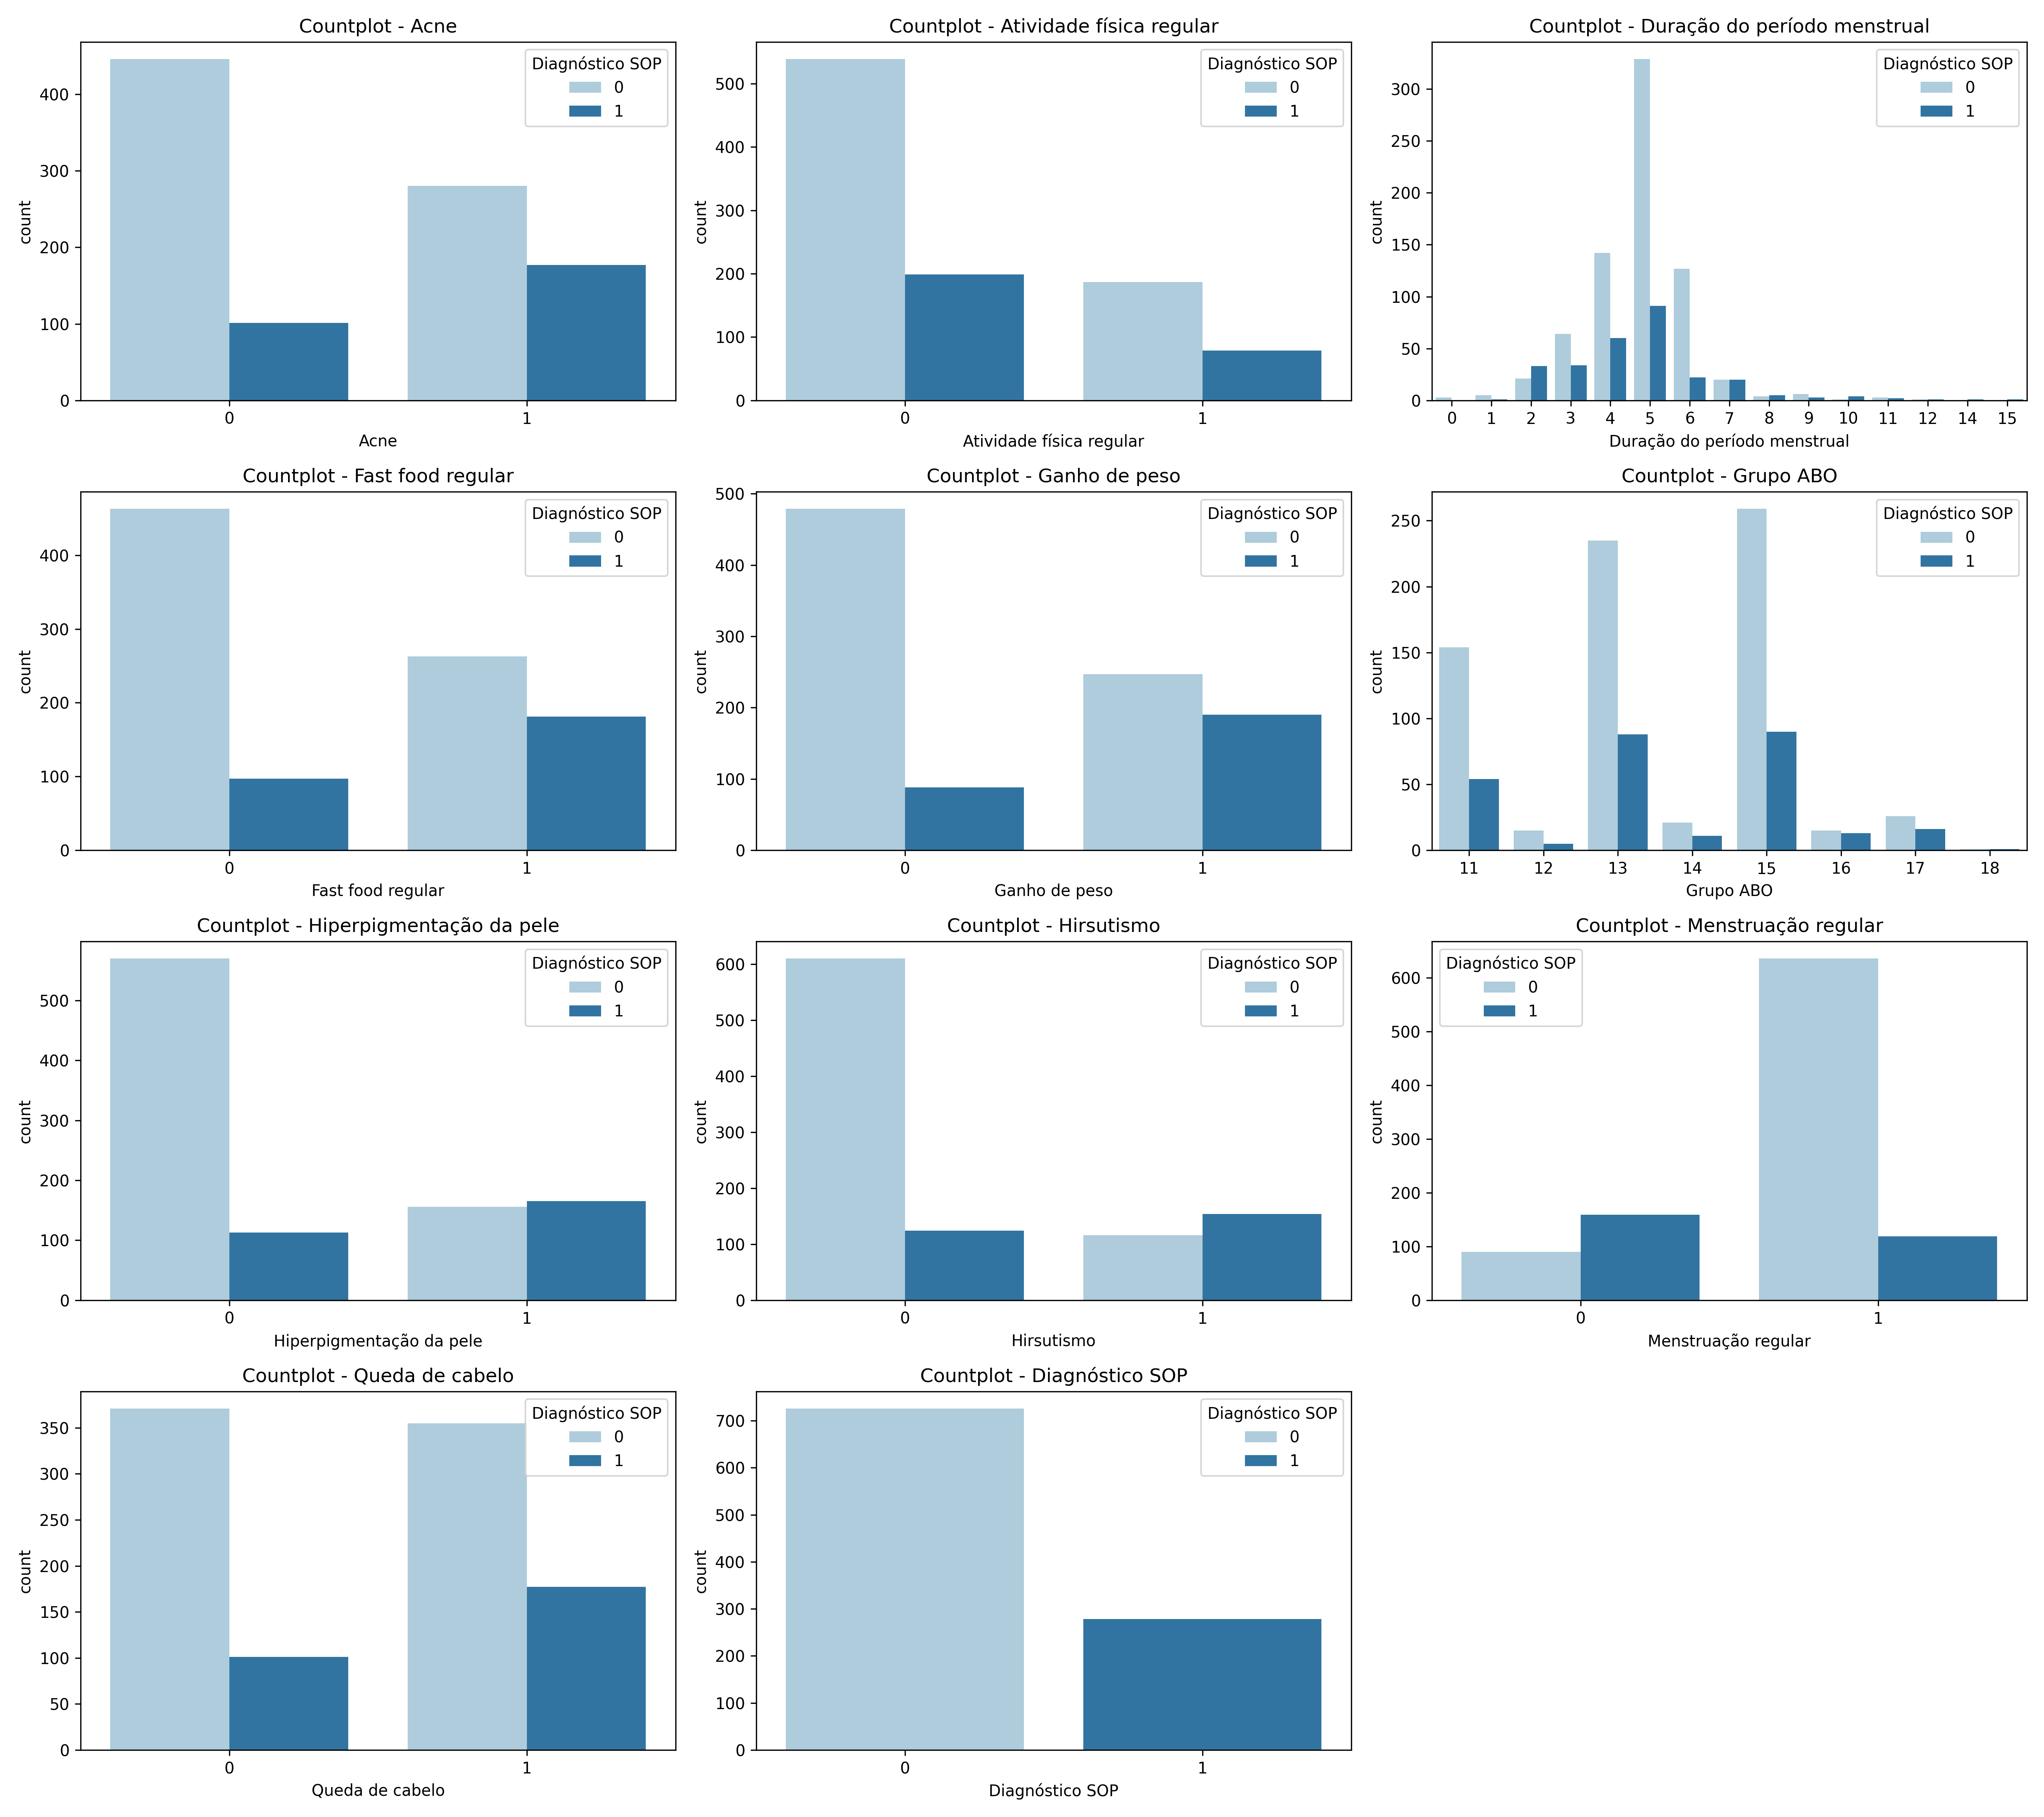 Countplot - Acne
Diagnóstico SOP
0
1
400
300
200
100
0
count
0 1
Acne
Countplot - Atividade física regular
Diagnóstico SOP
0
1
500
400
300
200
100
0
count
0 1
Atividade física regular
Countplot - Duração do período menstrual
Diagnóstico SOP
0
1
300
250
200
150
100
50
0
count
0 1 2 3 4 5 6 7 8 9 10 11 12 14 15
Duração do período menstrual
Countplot - Fast food regular
Diagnóstico SOP
0
1
400
300
200
100
0
count
0 1
Fast food regular
Countplot - Ganho de peso
Diagnóstico SOP
0
1
500
400
300
200
100
0
count
0 1
Ganho de peso
Countplot - Grupo ABO
Diagnóstico SOP
0
1
250
200
150
100
50
0
count
11 12 13 14 15 16 17 18
Grupo ABO
Countplot - Hiperpigmentação da pele
Diagnóstico SOP
0
1
500
400
300
200
100
0
count
0 1
Hiperpigmentação da pele
Countplot - Hirsutismo
Diagnóstico SOP
0
1
600
500
400
300
200
100
0
count
0 1
Hirsutismo
Countplot - Menstruação regular
Diagnóstico SOP
0
1
600
500
400
300
200
100
0
count
0 1
Menstruação regular
Countplot - Queda de cabelo
Diagnóstico SOP
0
1
350
300
250
200
150
100
50
0
count
0 1
Queda de cabelo
Countplot - Diagnóstico SOP
Diagnóstico SOP
0
1
700
600
500
400
300
200
100
0
count
0 1
Diagnóstico SOP